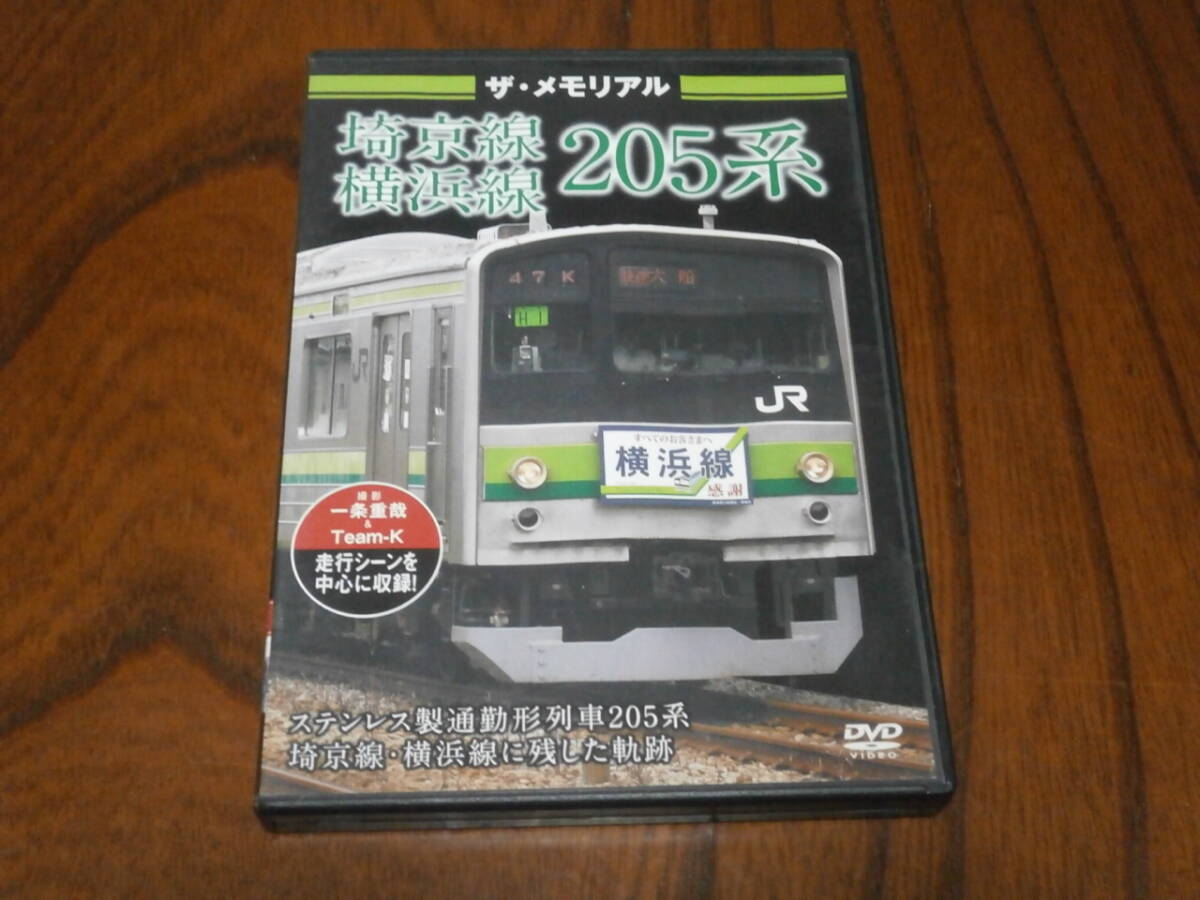 ザ・メモリアル
埼京線
横浜線
205系
47K
大船
H1
JR
すべてのお客さまへ
横浜線
感謝
撮影
一条重哉
&
Team-K
走行シーンを
中心に収録!
ステンレス製通勤形列車205系
埼京線・横浜線に残した軌跡
DVD
VIDEO